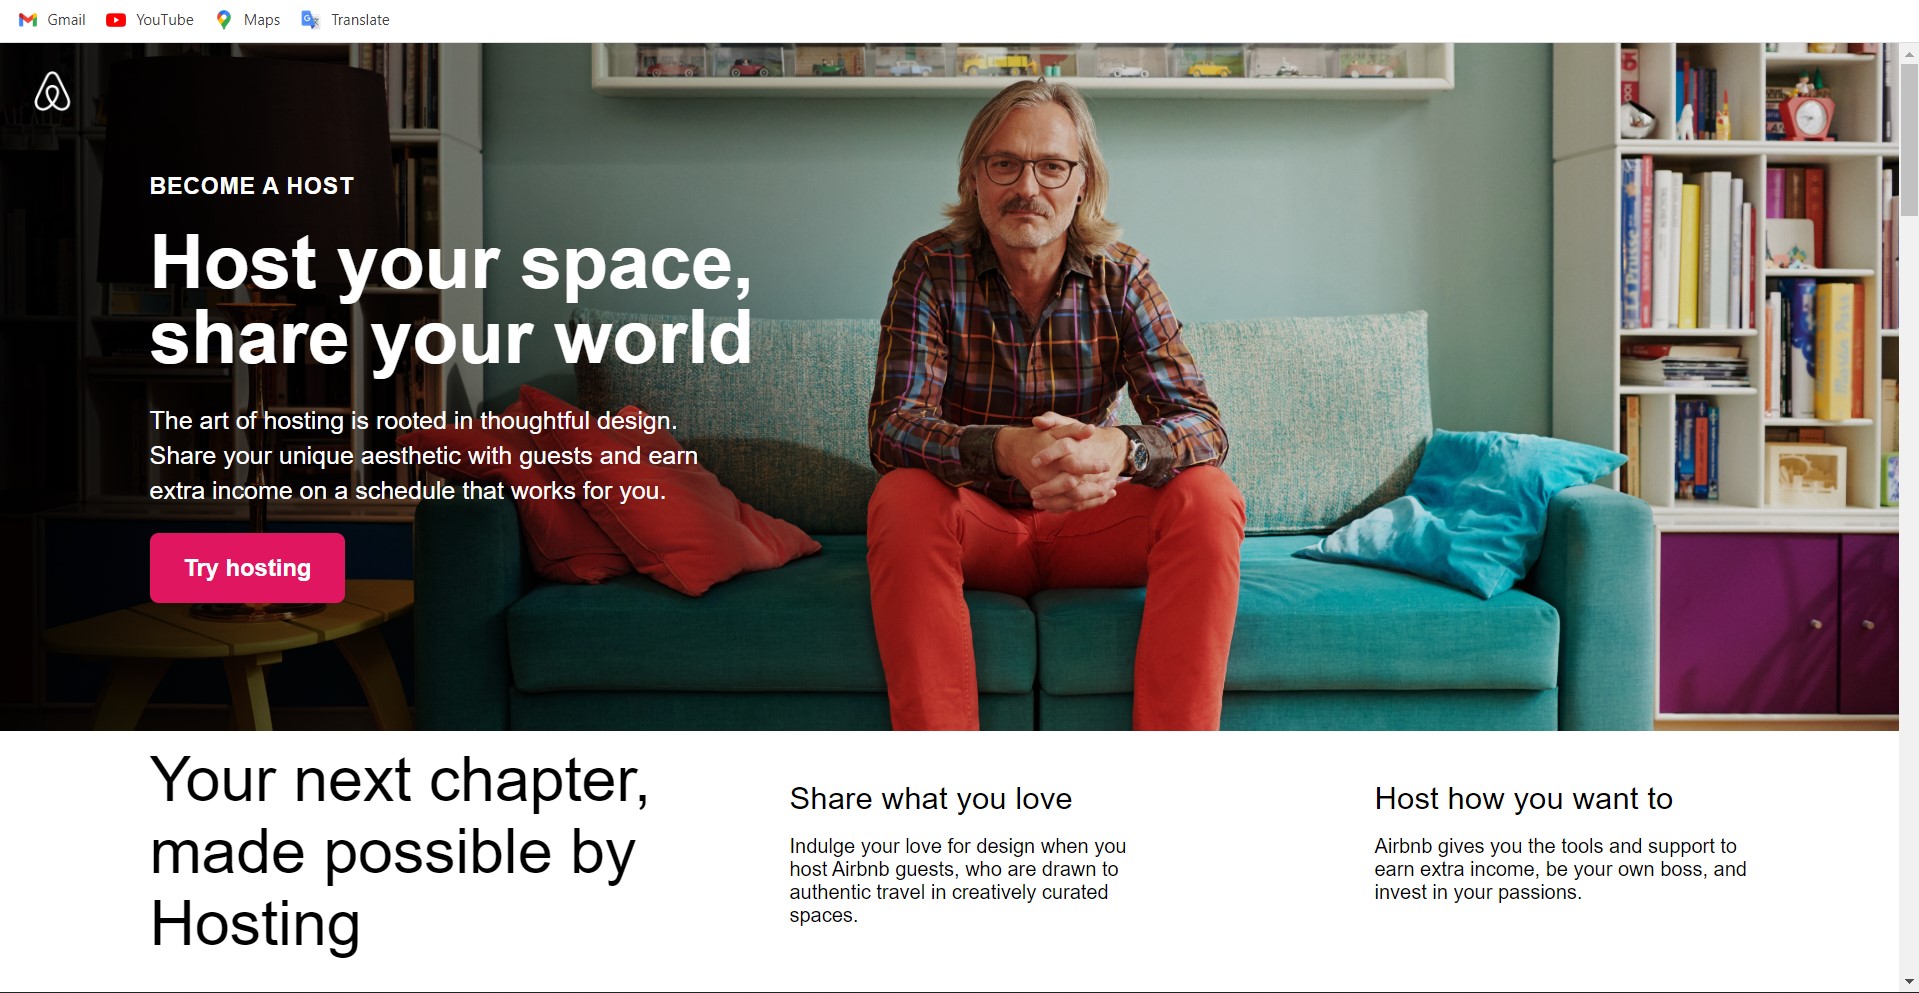 Gmail YouTube Maps Translate
BECOME A HOST
Host your space,
share your world
The art of hosting is rooted in thoughtful design.
Share your unique aesthetic with guests and earn
extra income on a schedule that works for you.
Try hosting
Your next chapter,
made possible by
Hosting
Share what you love
Indulge your love for design when you
host Airbnb guests, who are drawn to
authentic travel in creatively curated
spaces.
Host how you want to
Airbnb gives you the tools and support to
earn extra income, be your own boss, and
invest in your passions.